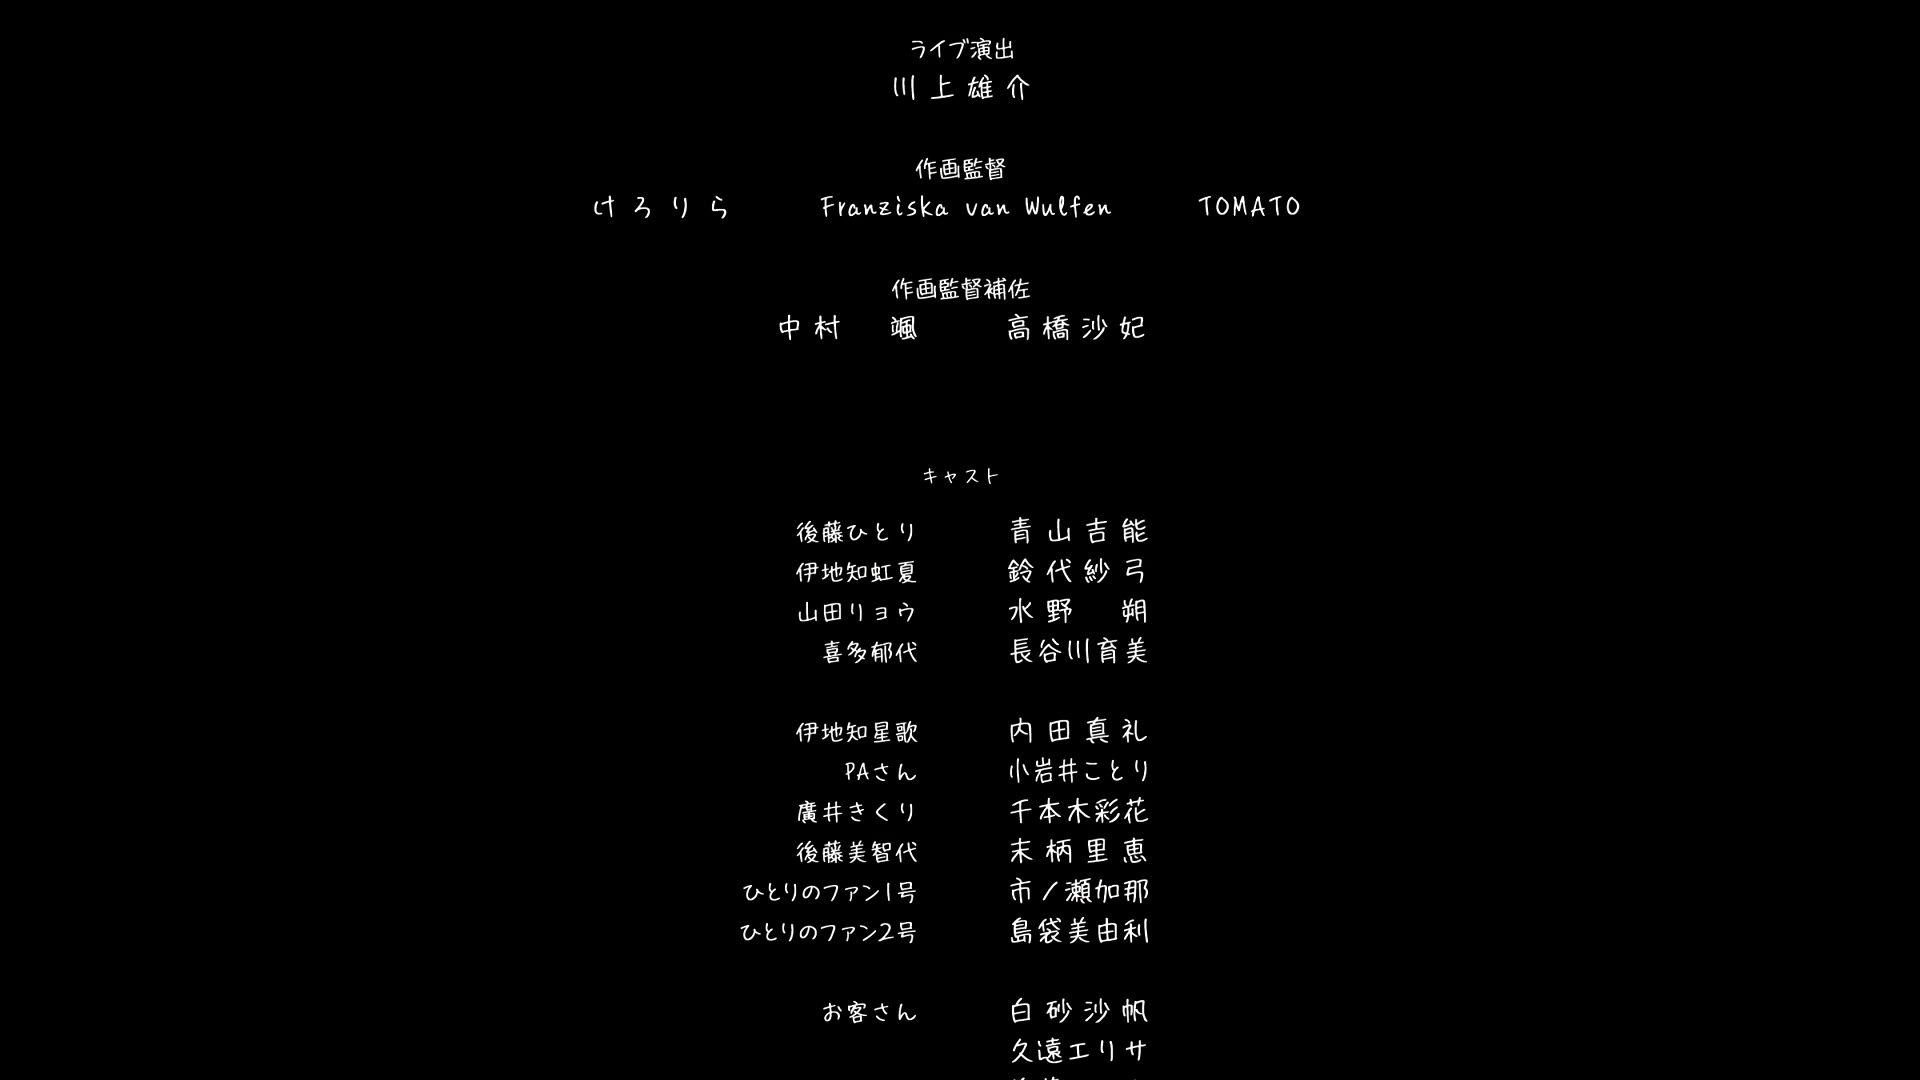 ライブ演出
川上雄介
作画監督
けろりら Franziska van Wulfen TOMATO
作画監督補佐
中村 颯 高橋沙妃
キャスト
後藤ひとり 青山吉能
伊地知虹夏 鈴代紗弓
山田リョウ 水野 朔
喜多郁代 長谷川育美
伊地知星歌 内田真礼
PAさん 小岩井ことり
廣井きくり 千本木彩花
後藤美智代 末柄里恵
ひとりのファン1号 市ノ瀬加那
ひとりのファン2号 島袋美由利
お客さん 白砂沙帆
久遠エリサ